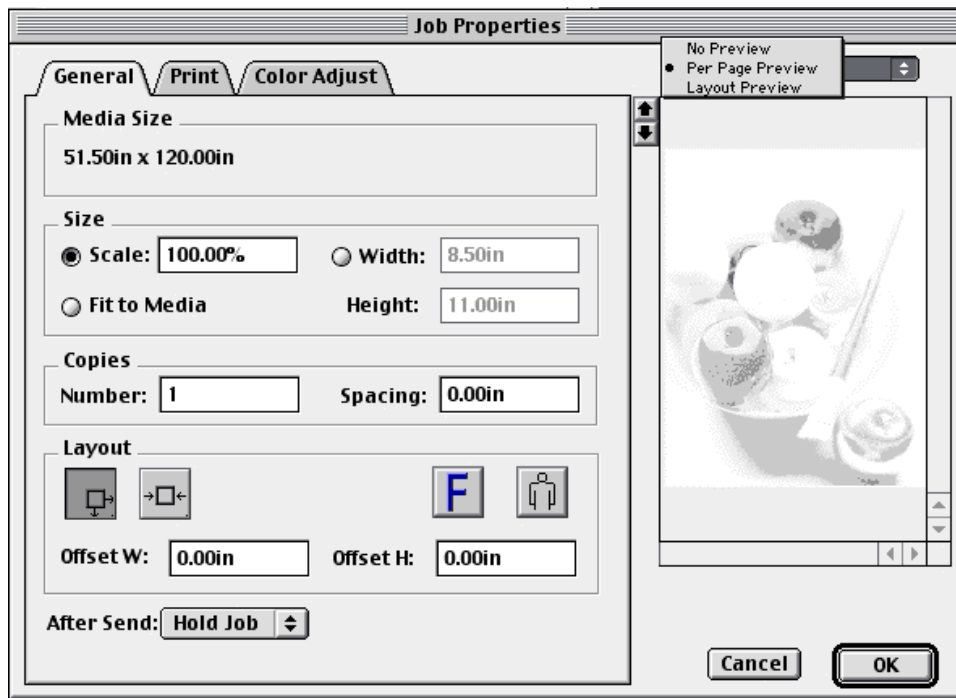 Job Properties
General Print Color Adjust
No Preview
Per Page Preview
Layout Preview
Media Size
51.50in x 120.00in
Size
Scale: 100.00% Width: 8.50in
Fit to Media Height: 11.00in
Copies
Number: 1 Spacing: 0.00in
Layout
F
Offset W: 0.00in Offset H: 0.00in
After Send: Hold Job
Cancel OK